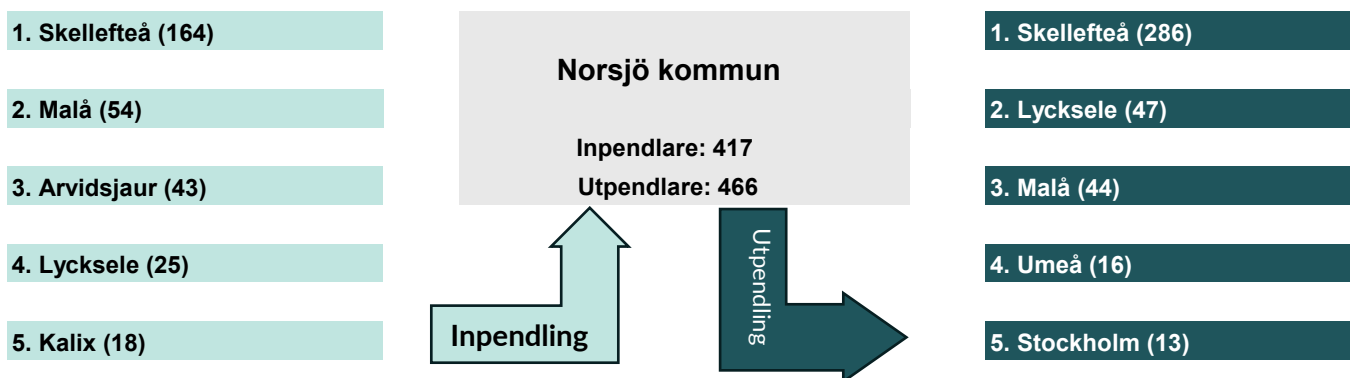 1. Skellefteå (164)
2. Malå (54)
3. Arvidsjaur (43)
4. Lycksele (25)
5. Kalix (18)
Norsjö kommun
Inpendlare: 417
Utpendlare: 466
Inpendling
Utpendling
1. Skellefteå (286)
2. Lycksele (47)
3. Malå (44)
4. Umeå (16)
5. Stockholm (13)